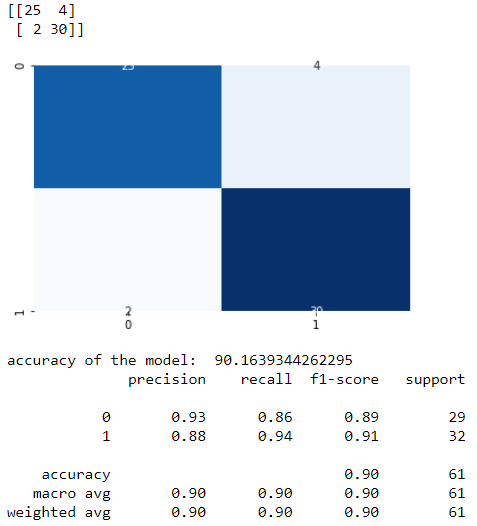 [[25  4]
 [ 2 30]]
0
4
1
2
0
1
accuracy of the model:  90.1639344262295
precision recall f1-score support
0 0.93 0.86 0.89 29
1 0.88 0.94 0.91 32
accuracy 0.90 61
macro avg 0.90 0.90 0.90 61
weighted avg 0.90 0.90 0.90 61